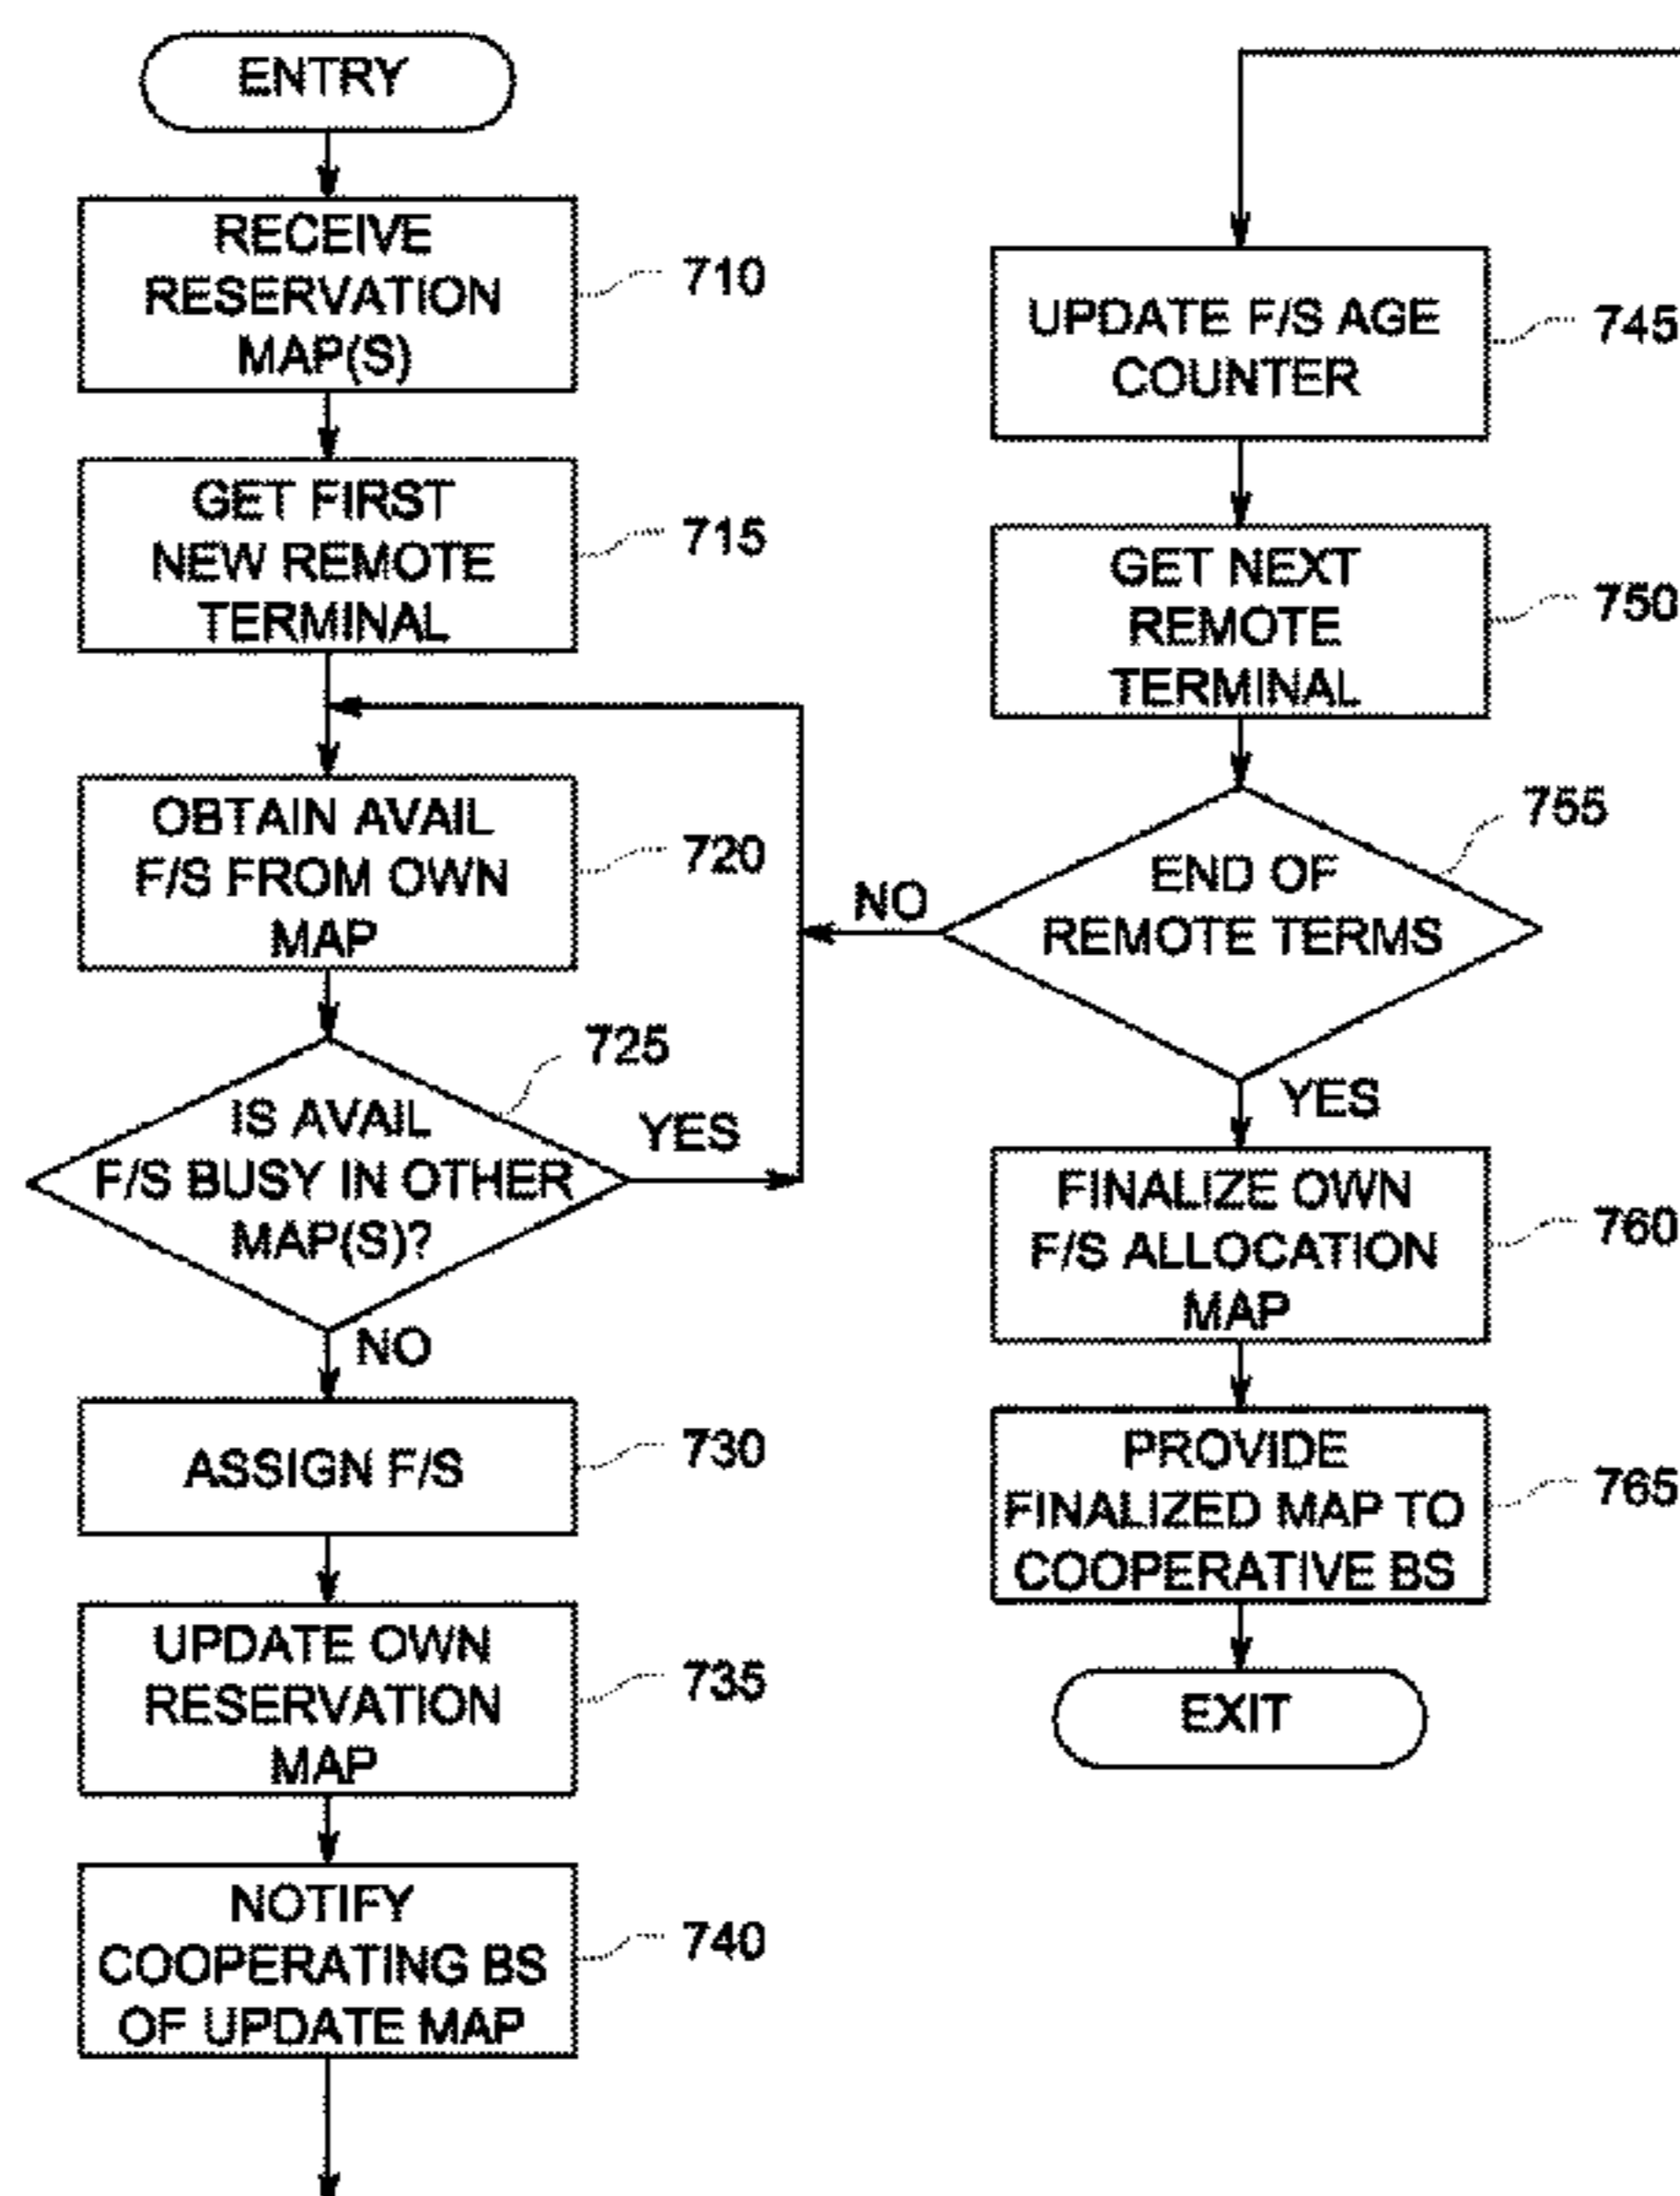 ENTRY
RECEIVE
RESERVATION
MAP(S)
710
GET FIRST
NEW REMOTE
TERMINAL
715
OBTAIN AVAIL
F/S FROM OWN
MAP
720
IS AVAIL
F/S BUSY IN OTHER
MAP(S)?
725
YES
NO
ASSIGN F/S
730
UPDATE OWN
RESERVATION
MAP
735
NOTIFY
COOPERATING BS
OF UPDATE MAP
740
UPDATE F/S AGE
COUNTER
745
GET NEXT
REMOTE
TERMINAL
750
END OF
REMOTE TERMS
755
NO
YES
FINALIZE OWN
F/S ALLOCATION
MAP
760
PROVIDE
FINALIZED MAP TO
COOPERATIVE BS
765
EXIT